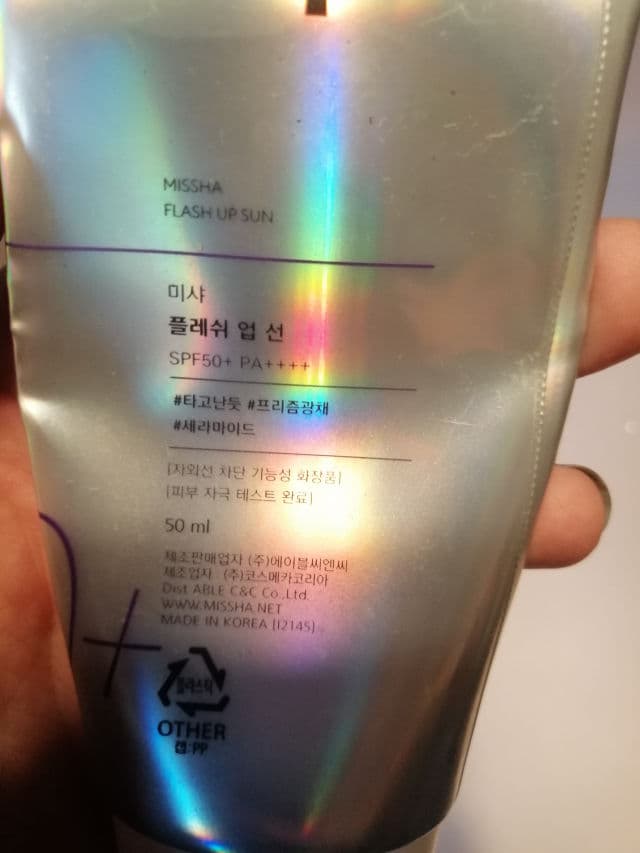 MISSHA
FLASH UP SUN
미샤
플레쉬 업 선
SPF50+ PA++++
#타고난듯 #프리즘광채
#세라마이드
[자외선 차단 기능성 화장품]
[피부 자극 테스트 완료]
50 ml
제조판매업자 (주)에이블씨엔씨
제조업자 : (주)코스메카코리아
Dist. ABLE C&C Co.,Ltd.
WWW.MISSHA.NET
MADE IN KOREA [I2145]
플라스틱
OTHER
캡:PP